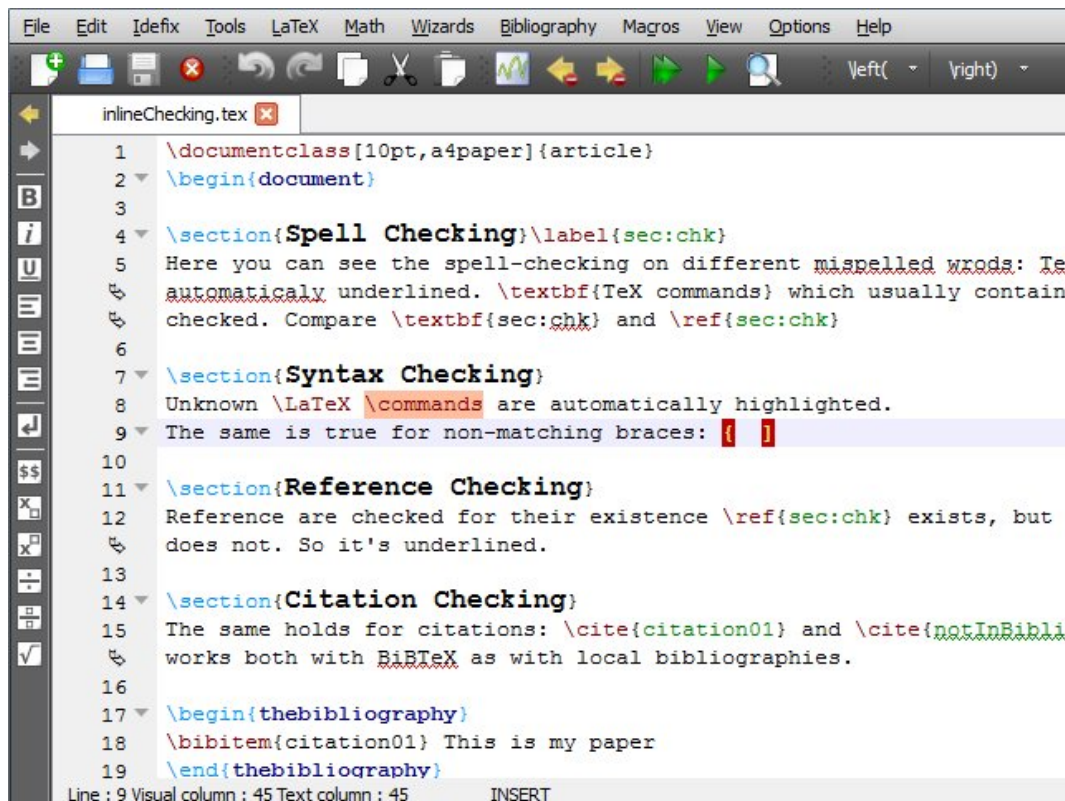 File Edit Idefix Tools LaTeX Math Wizards Bibliography Macros View Options Help
\left( \right)
inlineChecking.tex
1 \documentclass[10pt,a4paper]{article}
2 \begin{document}
3
4 \section{Spell Checking}\label{sec:chk}
5 Here you can see the spell-checking on different mispelled wrods: Te
automaticaly underlined. \textbf{TeX commands} which usually contain
checked. Compare \textbf{sec:chk} and \ref{sec:chk}
6
7 \section{Syntax Checking}
8 Unknown \LaTeX \commands are automatically highlighted.
9 The same is true for non-matching braces: { ]
10
11 \section{Reference Checking}
12 Reference are checked for their existence \ref{sec:chk} exists, but
does not. So it's underlined.
13
14 \section{Citation Checking}
15 The same holds for citations: \cite{citation01} and \cite{notInBibli
works both with BiBTeX as with local bibliographies.
16
17 \begin{thebibliography}
18 \bibitem{citation01} This is my paper
19 \end{thebibliography}
Line : 9 Visual column : 45 Text column : 45 INSERT